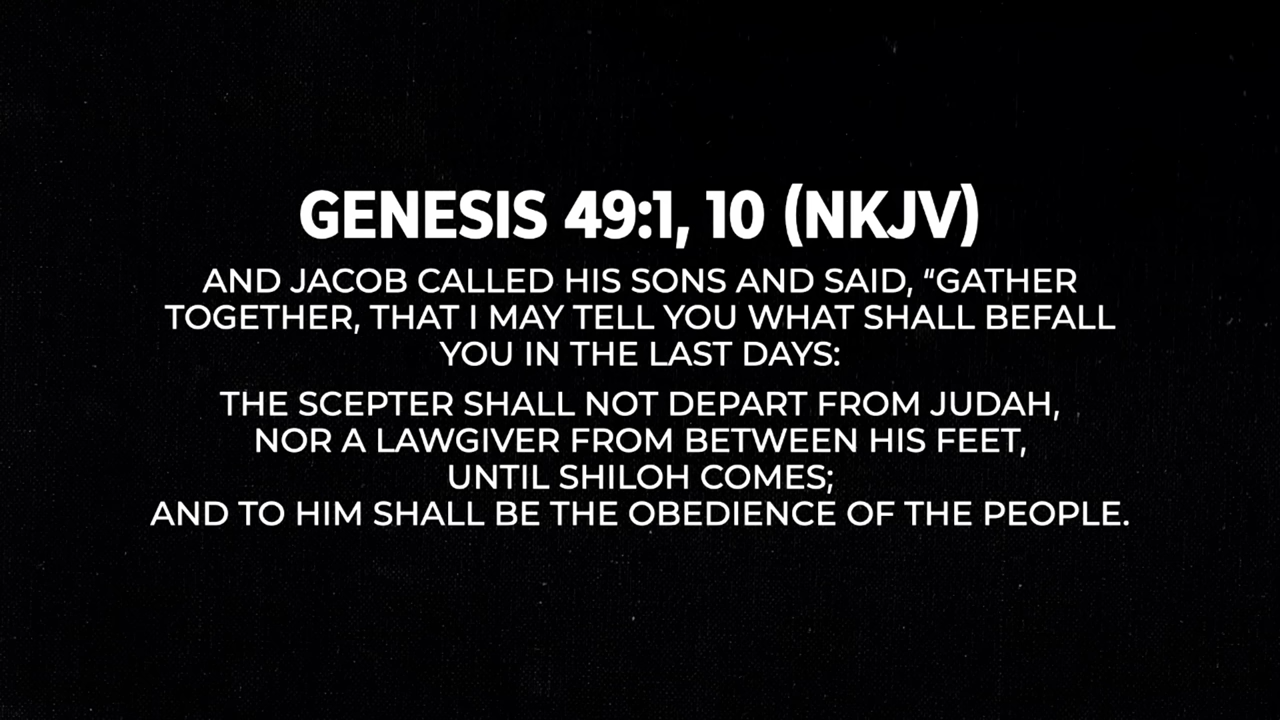 GENESIS 49:1, 10 (NKJV)
AND JACOB CALLED HIS SONS AND SAID, “GATHER
TOGETHER, THAT I MAY TELL YOU WHAT SHALL BEFALL
YOU IN THE LAST DAYS:
THE SCEPTER SHALL NOT DEPART FROM JUDAH,
NOR A LAWGIVER FROM BETWEEN HIS FEET,
UNTIL SHILOH COMES;
AND TO HIM SHALL BE THE OBEDIENCE OF THE PEOPLE.